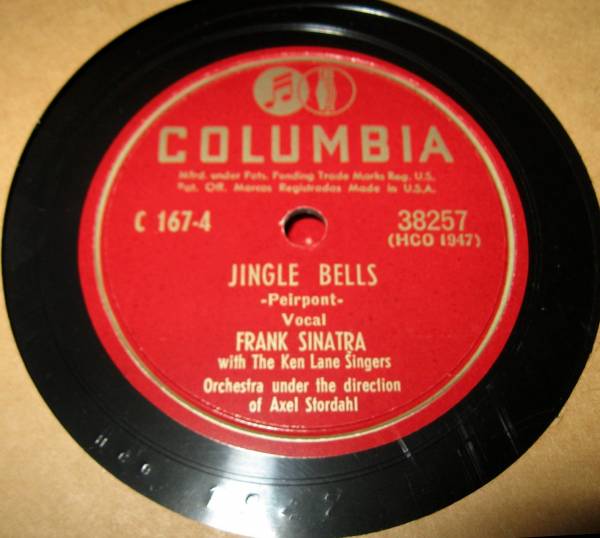 COLUMBIA
Mfrd. under Pats. Pending Trade Marks Reg. U.S.
Pat. Off. Marcas Registradas Made in U.S.A.
C 167-4
38257
(HCO 1947)
JINGLE BELLS
-Peirpont-
Vocal
FRANK SINATRA
with The Ken Lane Singers
Orchestra under the direction
of Axel Stordahl